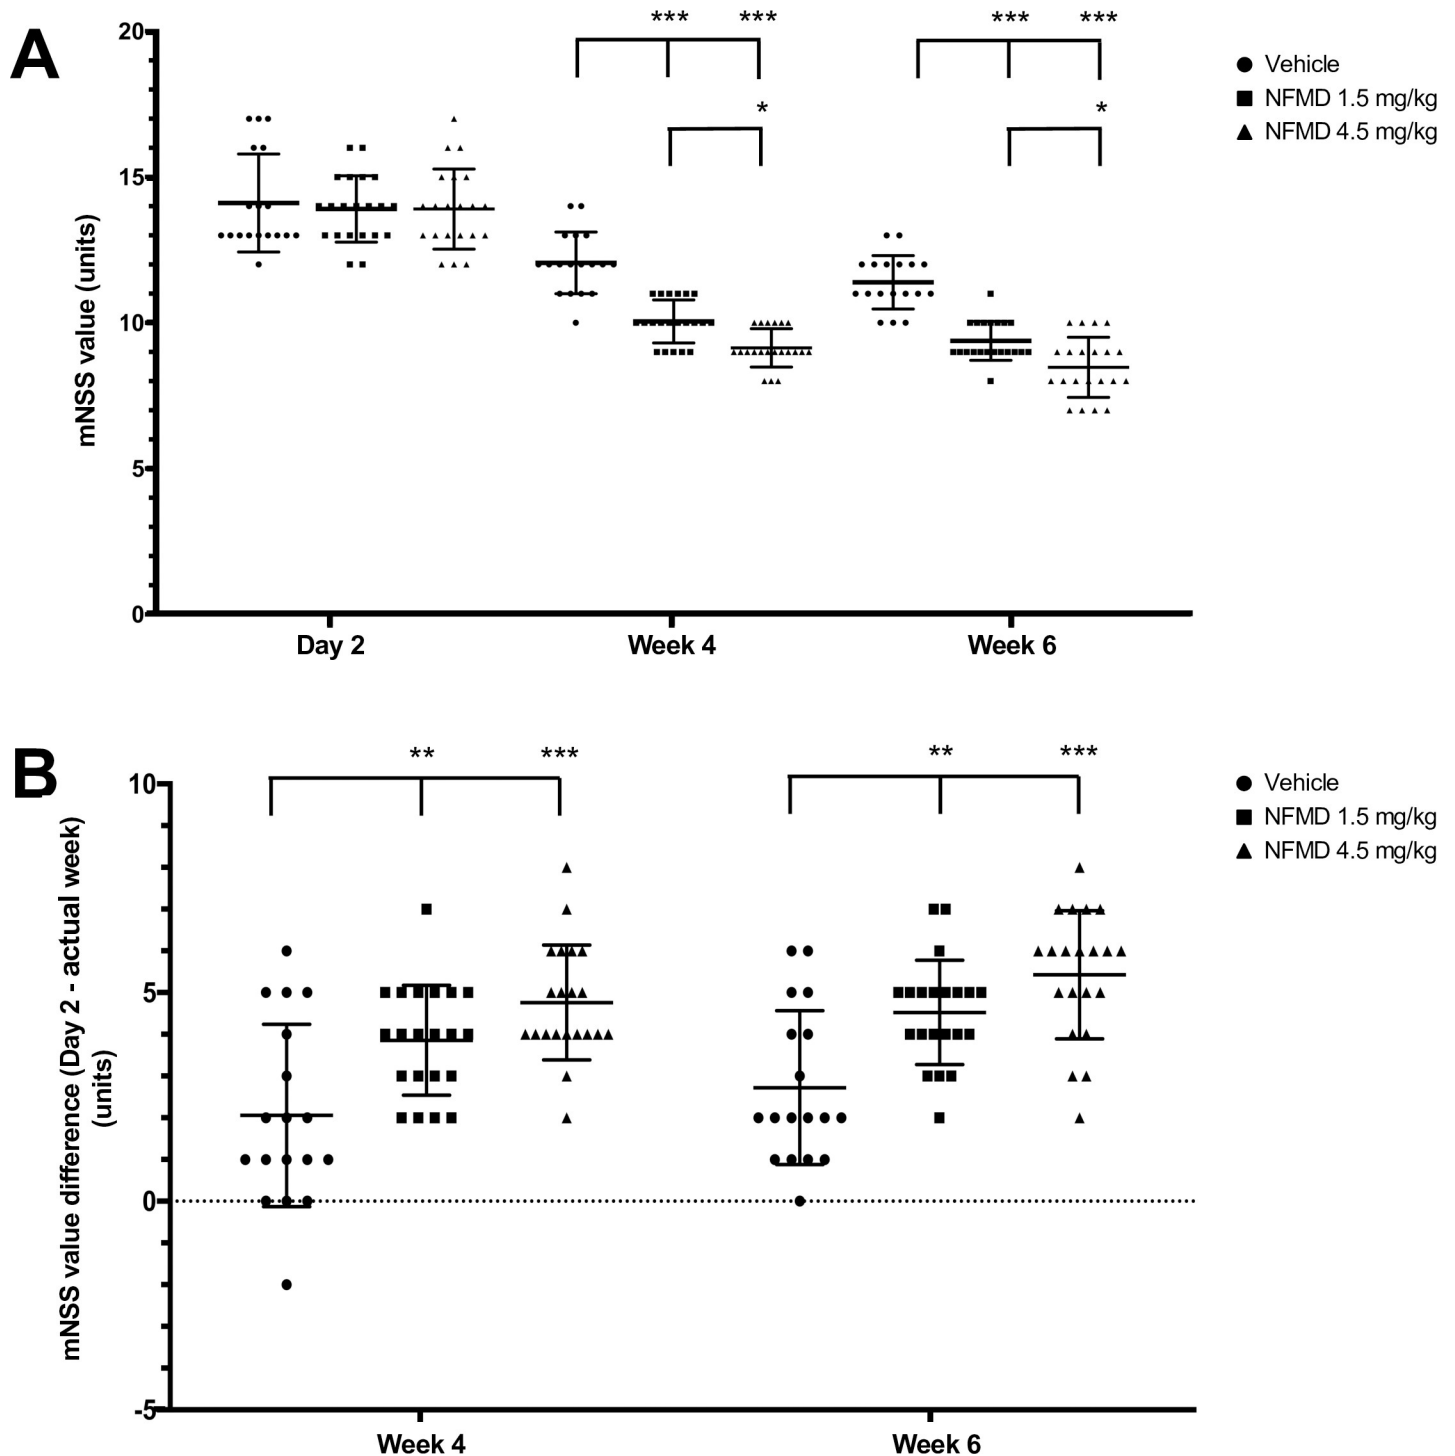 A
*** *** *** ***
* *
20
15
10
5
0
mNSS value (units)
Day 2 Week 4 Week 6
Vehicle
NFMD 1.5 mg/kg
NFMD 4.5 mg/kg
B
** *** ** ***
10
5
0
-5
mNSS value difference (Day 2 - actual week)
(units)
Week 4 Week 6
Vehicle
NFMD 1.5 mg/kg
NFMD 4.5 mg/kg